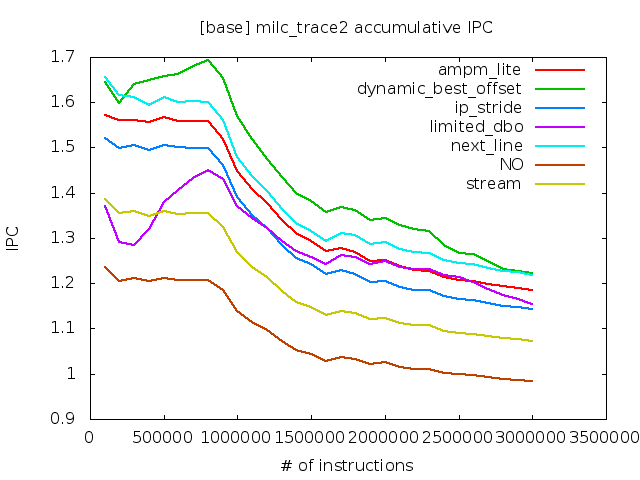 [base] milc_trace2 accumulative IPC
1.7
1.6
1.5
1.4
1.3
1.2
1.1
1
0.9
IPC
ampm_lite
dynamic_best_offset
ip_stride
limited_dbo
next_line
NO
stream
0 500000 1000000 1500000 2000000 2500000 3000000 3500000
# of instructions